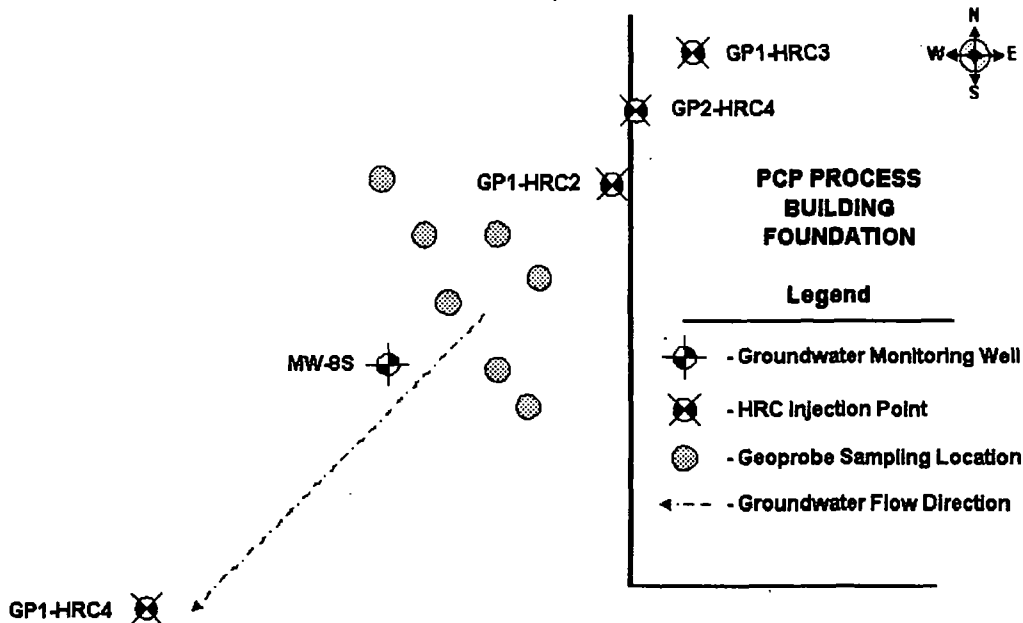 N
W E
S
GP1-HRC3
GP2-HRC4
GP1-HRC2
PCP PROCESS
BUILDING
FOUNDATION
Legend
MW-8S
- Groundwater Monitoring Well
- HRC Injection Point
- Geoprobe Sampling Location
- Groundwater Flow Direction
GP1-HRC4